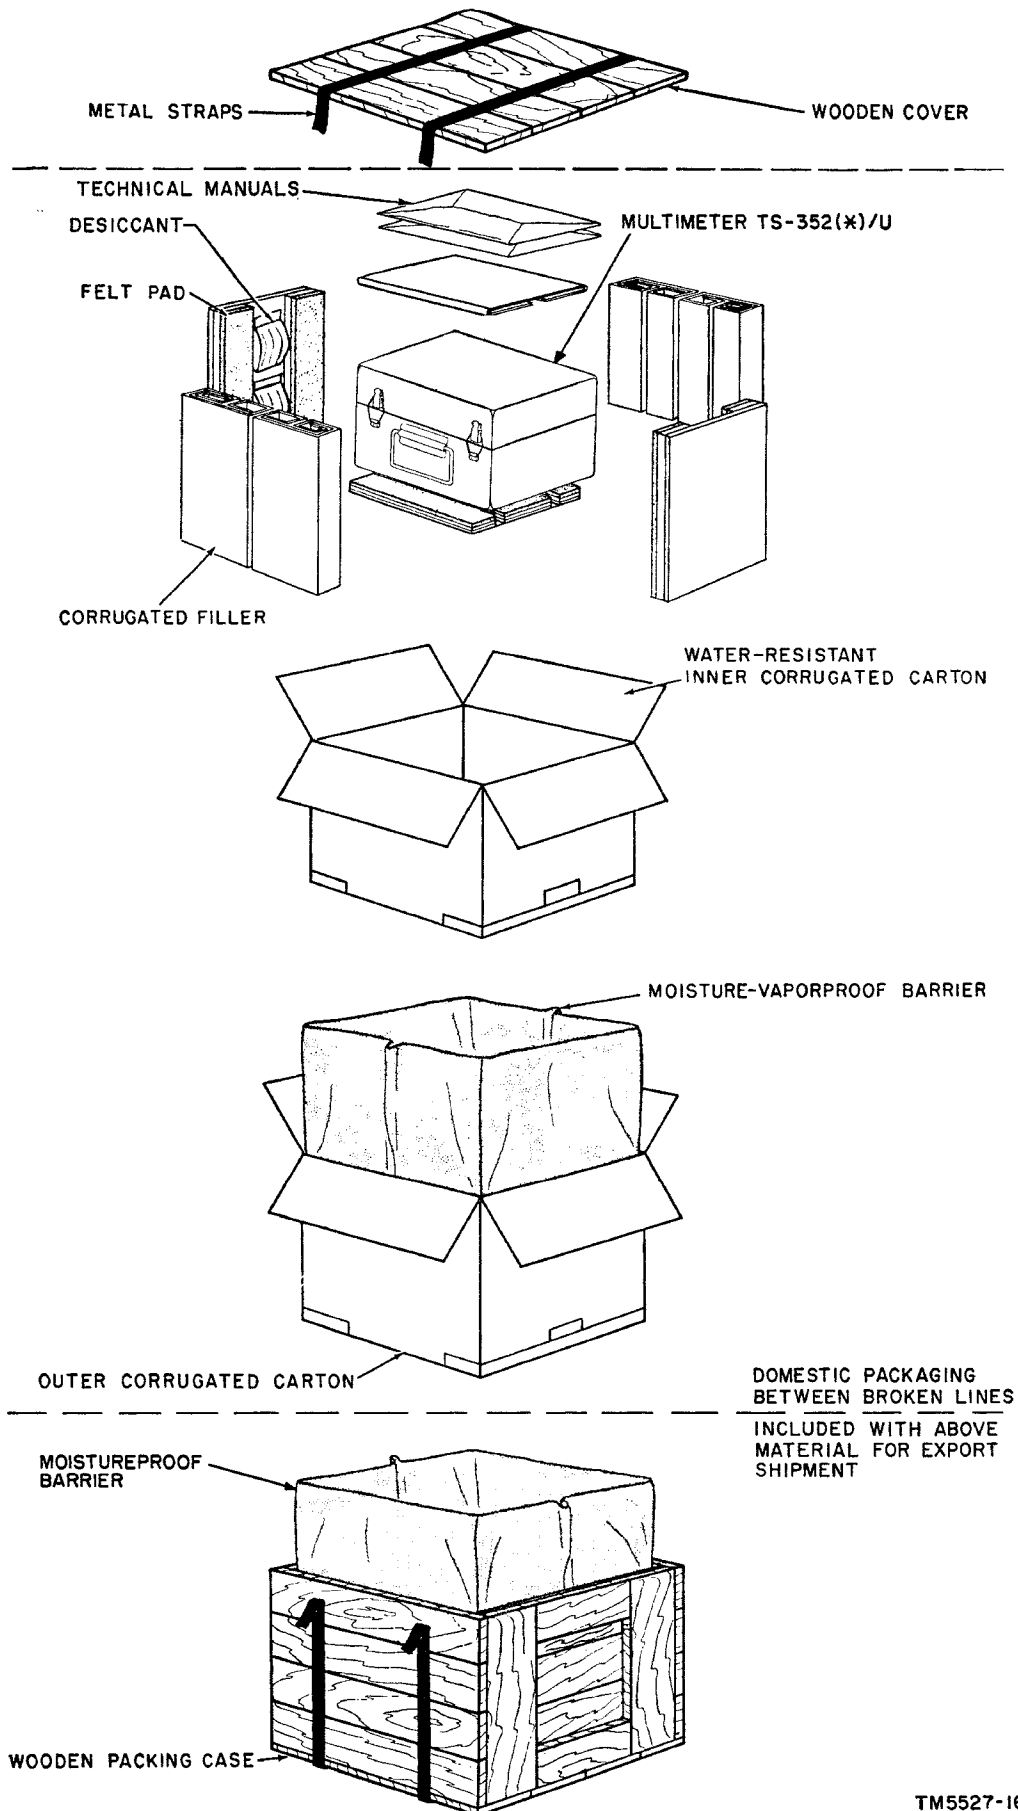 METAL STRAPS
WOODEN COVER
TECHNICAL MANUALS
DESICCANT
MULTIMETER TS-352(*)/U
FELT PAD
CORRUGATED FILLER
WATER-RESISTANT
INNER CORRUGATED CARTON
MOISTURE-VAPORPROOF BARRIER
OUTER CORRUGATED CARTON
DOMESTIC PACKAGING
BETWEEN BROKEN LINES
INCLUDED WITH ABOVE
MATERIAL FOR EXPORT
SHIPMENT
MOISTUREPROOF
BARRIER
WOODEN PACKING CASE
TM5527-16